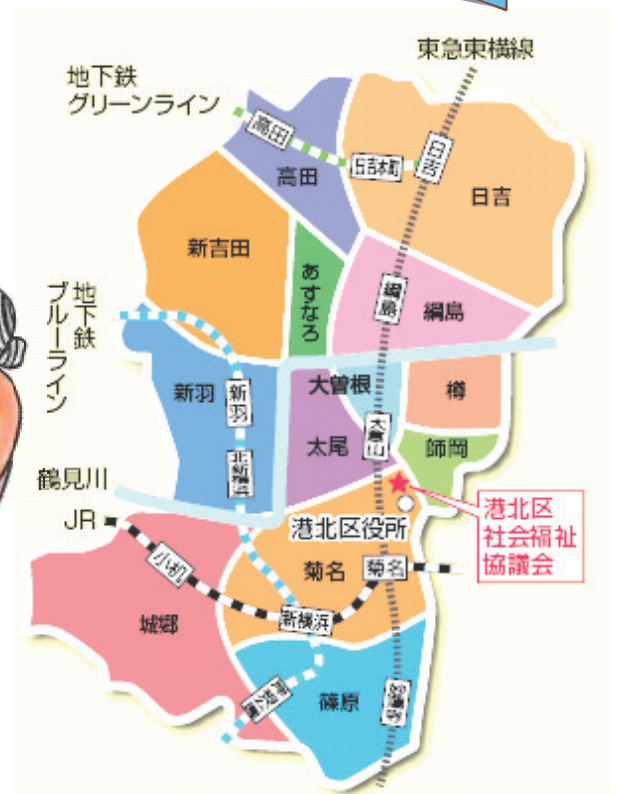 東急東横線
地下鉄
グリーンライン
高田
日吉本町
日吉
高田
日吉
新吉田
あすなろ
綱島
綱島
地下鉄
ブルーライン
新羽
新羽
大曽根
樽
太尾
大倉山
師岡
北新横浜
鶴見川
JR
港北区役所
港北区
社会福祉
協議会
小机
菊名
菊名
新横浜
城郷
篠原
岸根公園
妙蓮寺